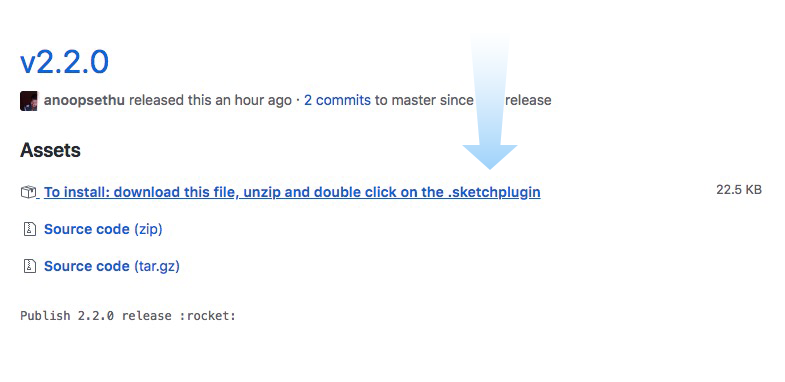 v2.2.0
anoopsethu released this an hour ago · 2 commits to master since release
Assets
To install: download this file, unzip and double click on the .sketchplugin 22.5 KB
Source code (zip)
Source code (tar.gz)
Publish 2.2.0 release :rocket: